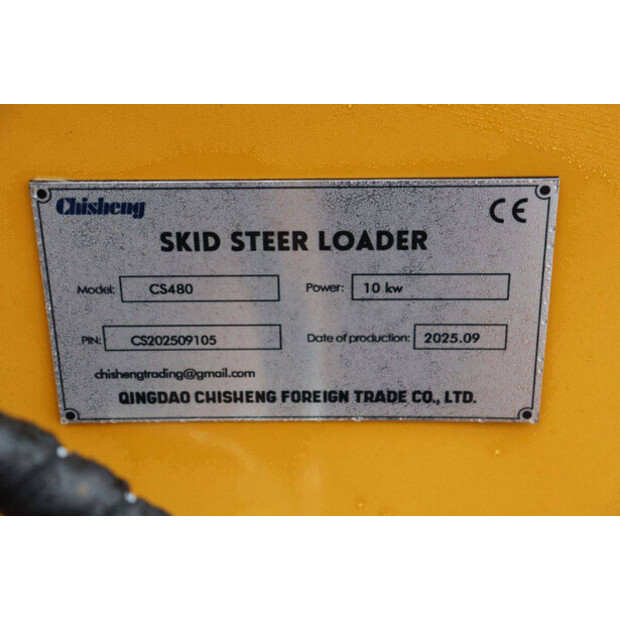 Chisheng CE
SKID STEER LOADER
Model: CS480 Power: 10 kw
PIN: CS202509105 Date of production: 2025.09
chishengtrading@gmail.com
QINGDAO CHISHENG FOREIGN TRADE CO., LTD.